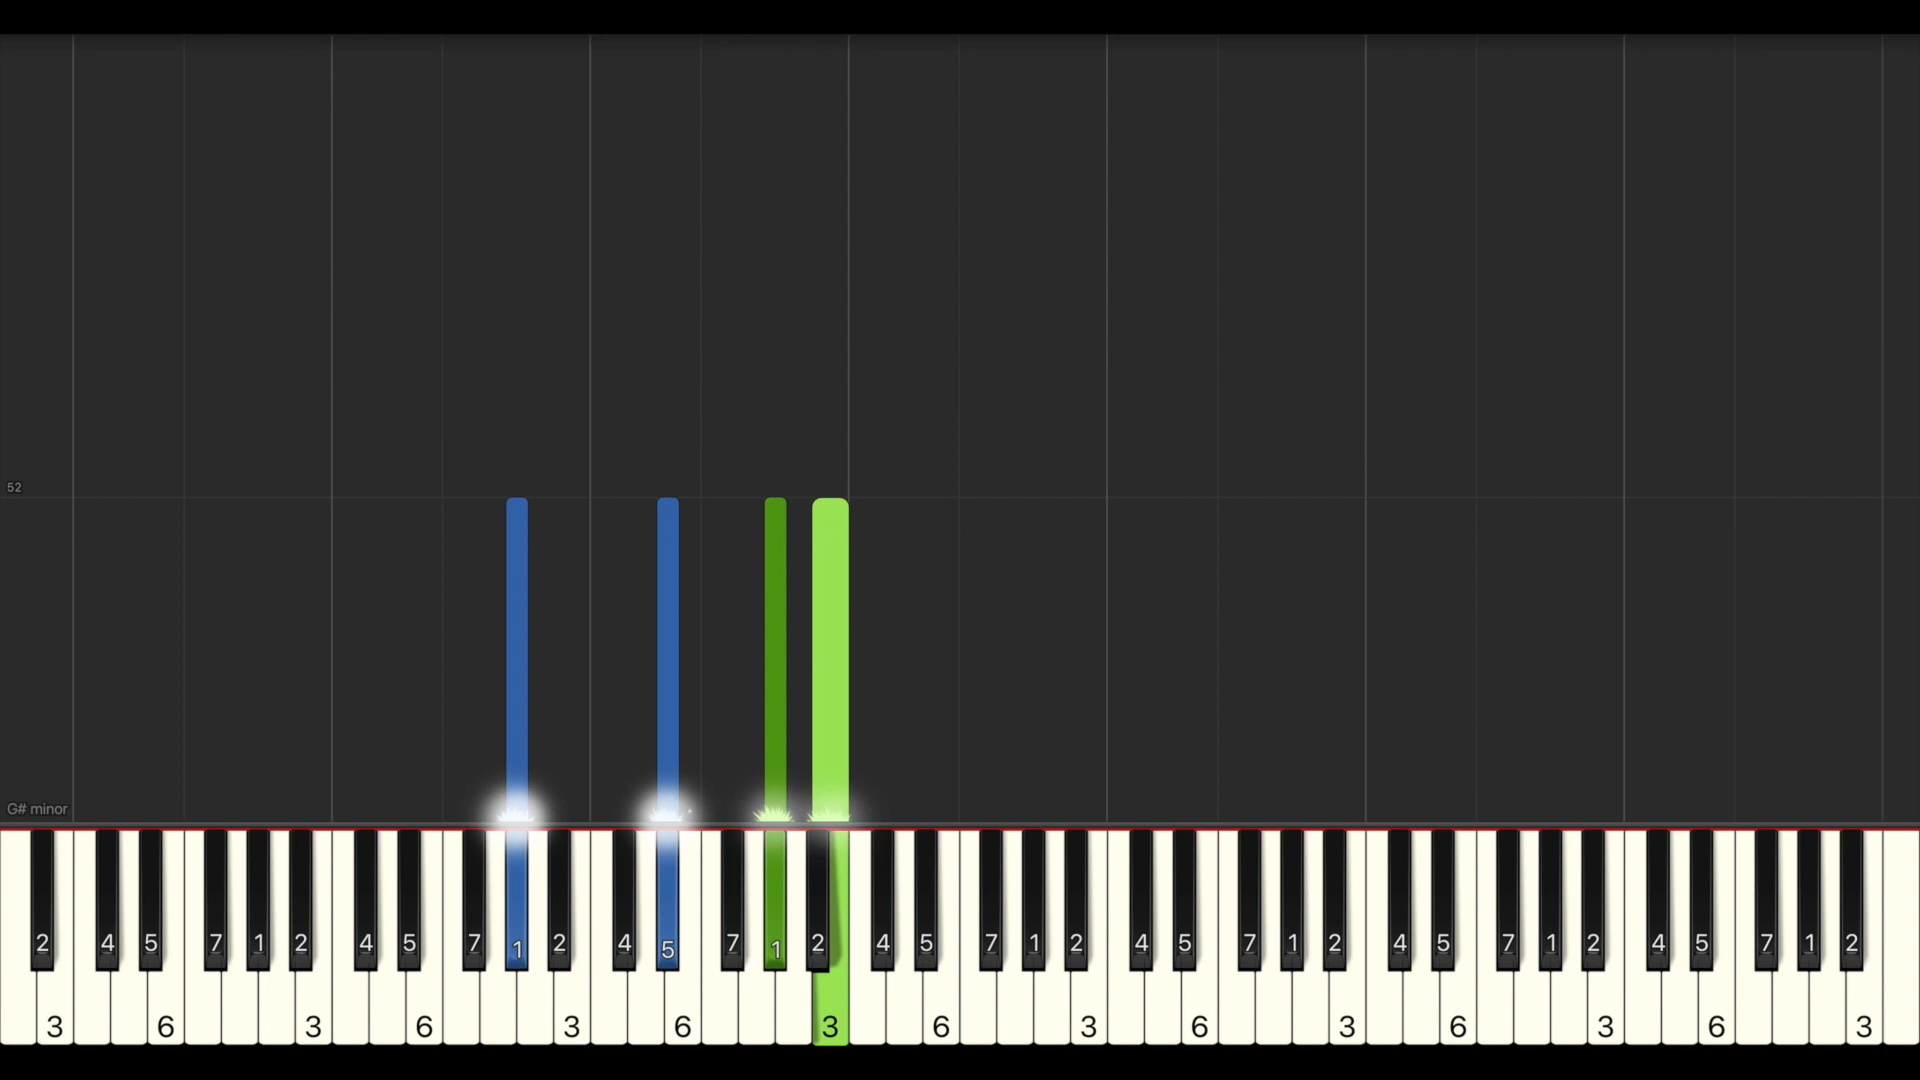 52
G# minor
2 4 5 7 1 2 4 5 7 1 2 4 5 7 1 2 4 5 7 1 2 4 5 7 1 2 4 5 7 1 2 4 5 7 1 2
3 6 3 6 3 6 3 6 3 6 3 6 3 6 3